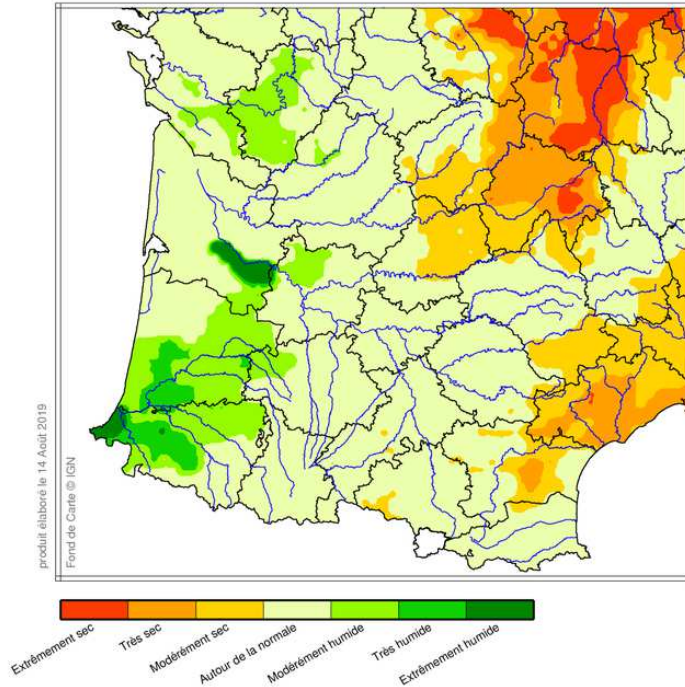 produit élaboré le 14 Août 2019
Fond de Carte © IGN
Extrêmement sec
Très sec
Modérément sec
Autour de la normale
Modérément humide
Très humide
Extrêmement humide